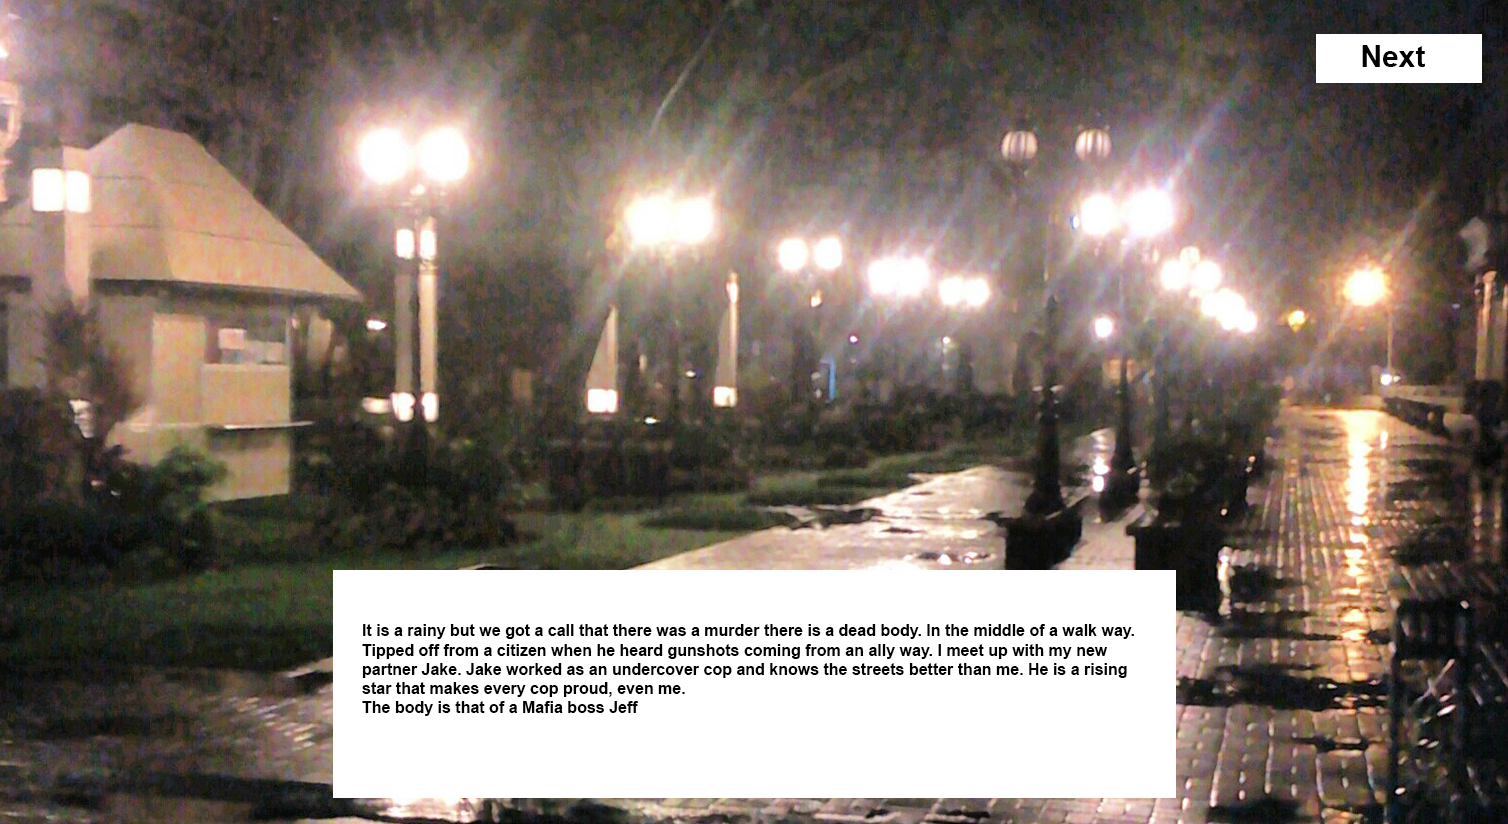 Next
It is a rainy but we got a call that there was a murder there is a dead body. In the middle of a walk way.
Tipped off from a citizen when he heard gunshots coming from an ally way. I meet up with my new
partner Jake. Jake worked as an undercover cop and knows the streets better than me. He is a rising
star that makes every cop proud, even me.
The body is that of a Mafia boss Jeff